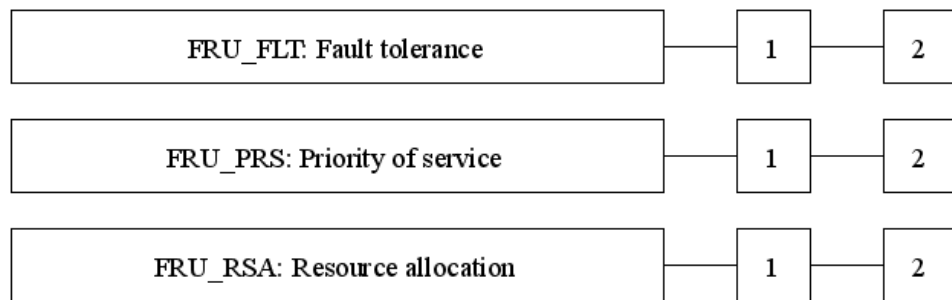 FRU_FLT: Fault tolerance 1 2
FRU_PRS: Priority of service 1 2
FRU_RSA: Resource allocation 1 2